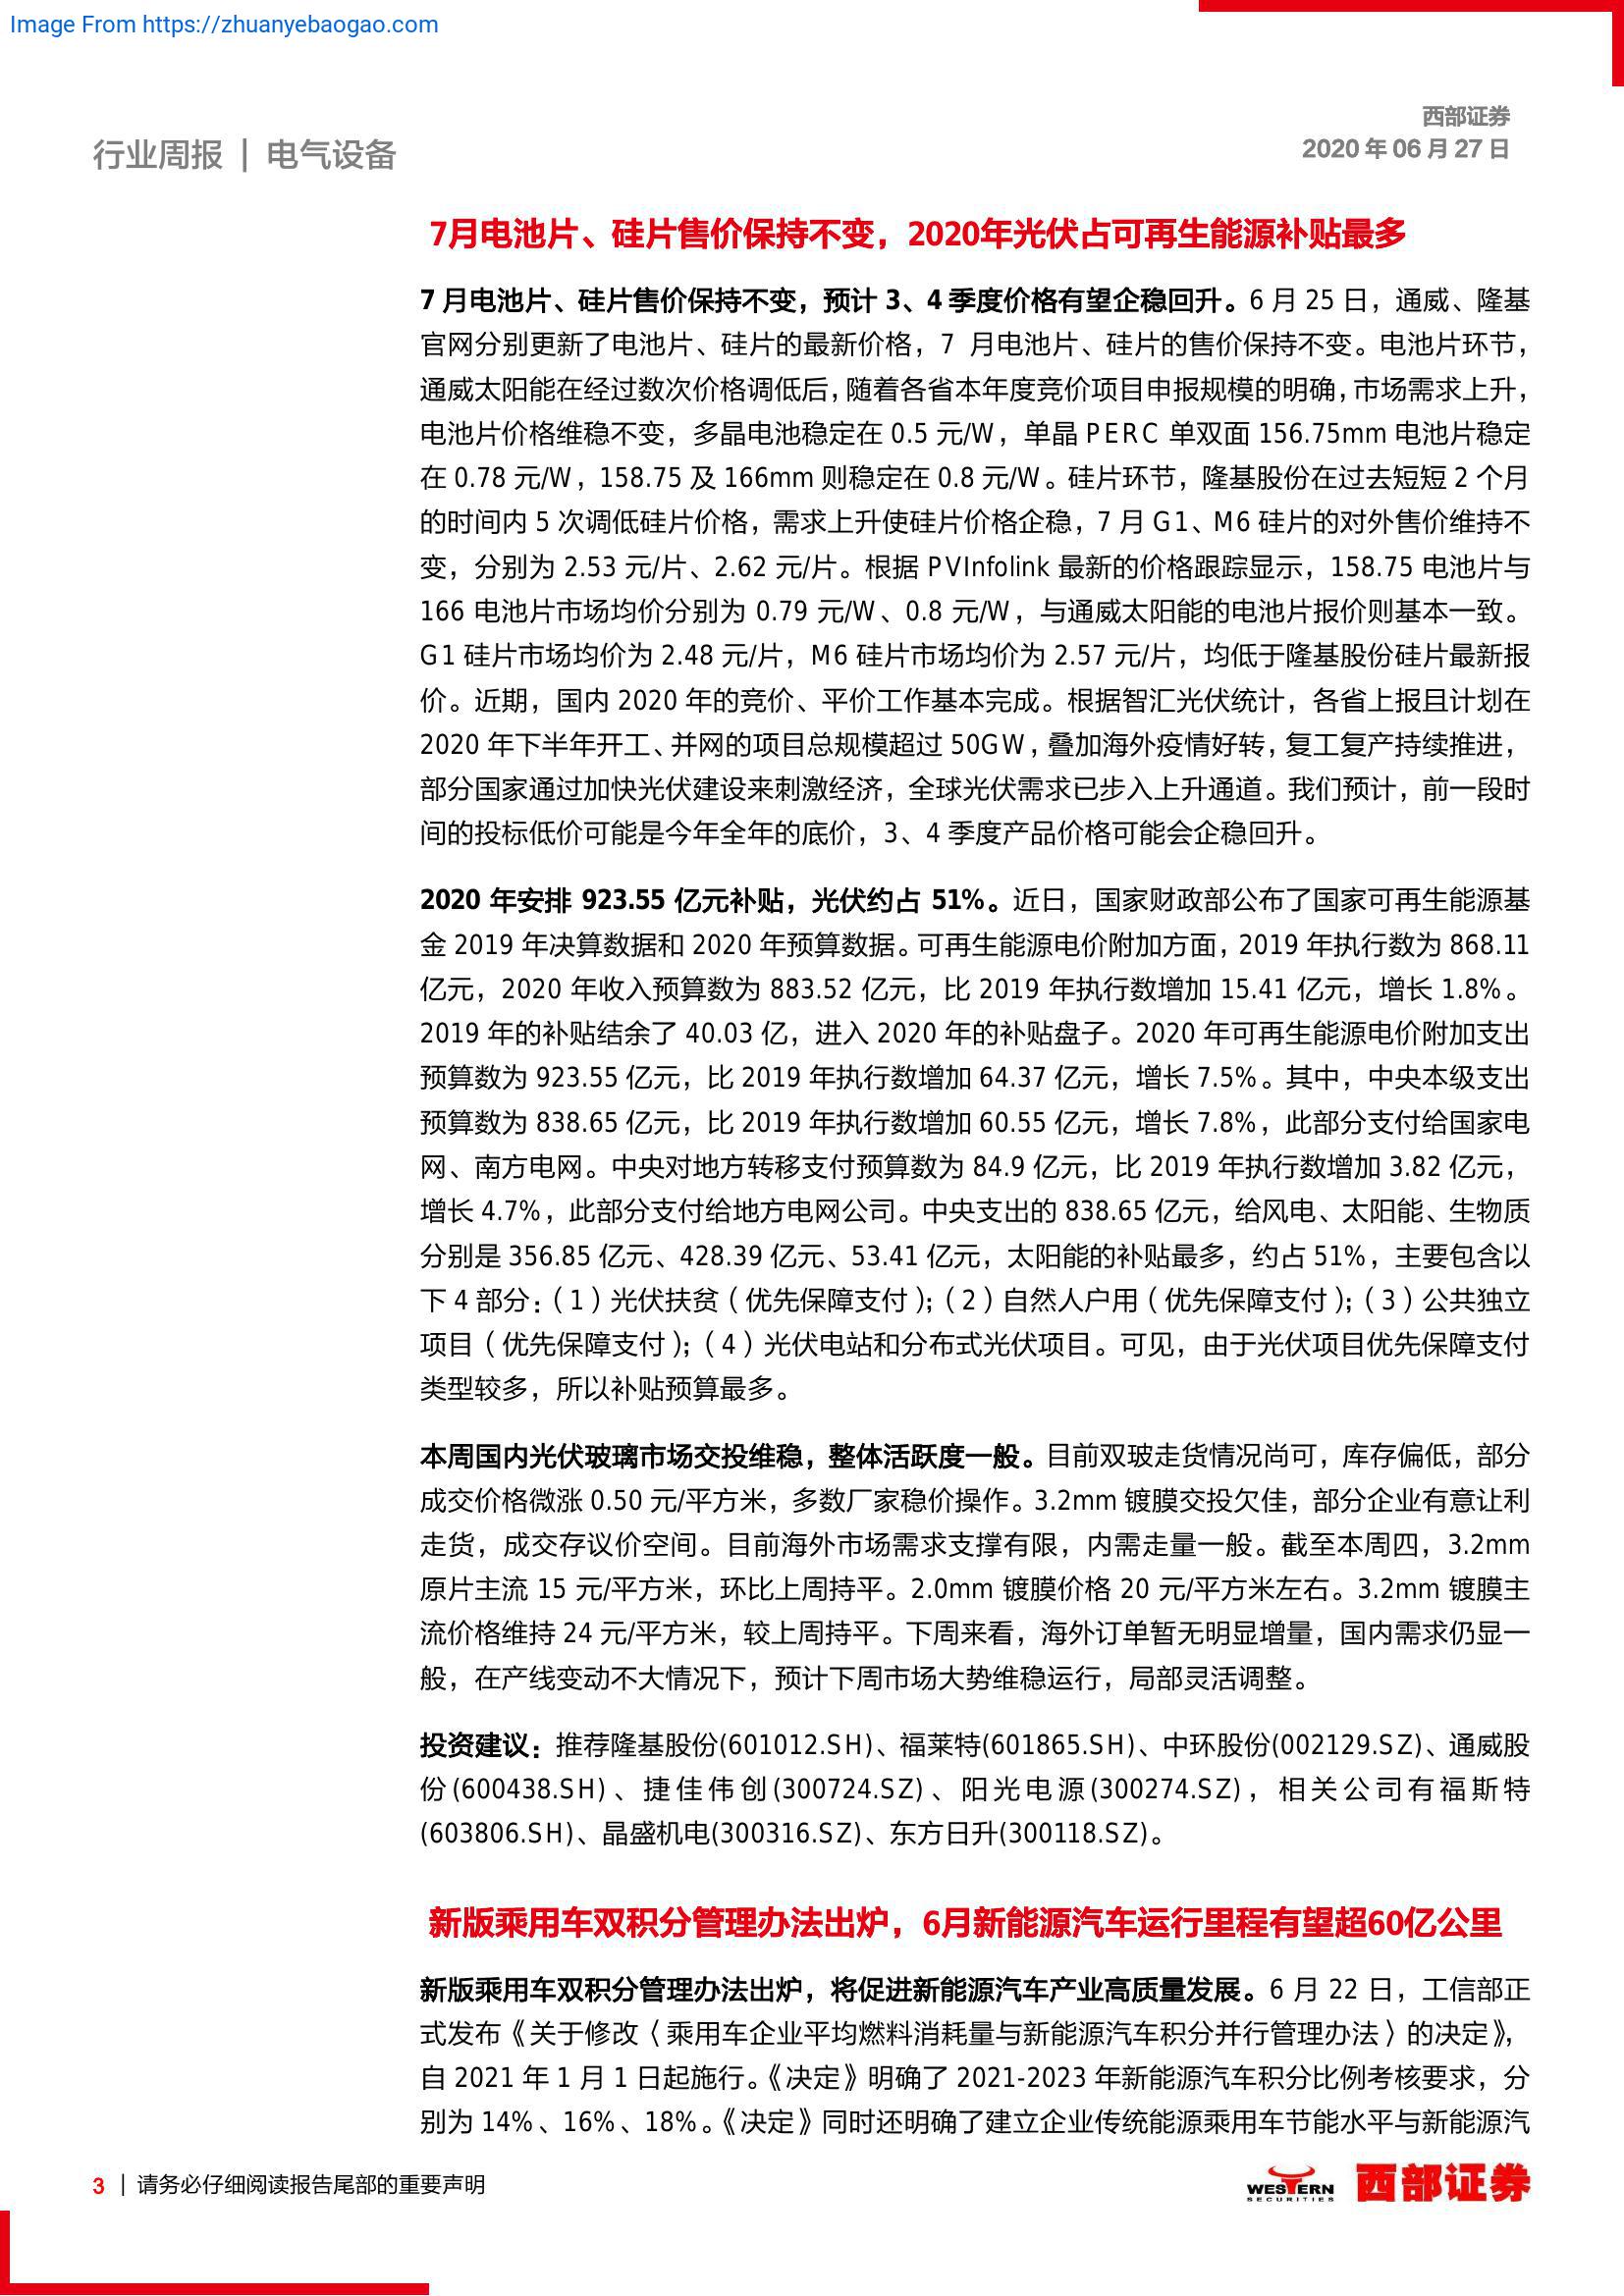 Image From https://zhuanyebaogao.com
西部证券
行业周报 | 电气设备
2020 年 06 月 27 日
7月电池片、硅片售价保持不变，2020年光伏占可再生能源补贴最多
7 月电池片、硅片售价保持不变，预计 3、4 季度价格有望企稳回升。6 月 25 日，通威、隆基
官网分别更新了电池片、硅片的最新价格，7 月电池片、硅片的售价保持不变。电池片环节，
通威太阳能在经过数次价格调低后，随着各省本年度竞价项目申报规模的明确，市场需求上升，
电池片价格维稳不变，多晶电池稳定在 0.5 元/W，单晶 PERC 单双面 156.75mm 电池片稳定
在 0.78 元/W，158.75 及 166mm 则稳定在 0.8 元/W。硅片环节，隆基股份在过去短短 2 个月
的时间内 5 次调低硅片价格，需求上升使硅片价格企稳，7 月 G1、M6 硅片的对外售价维持不
变，分别为 2.53 元/片、2.62 元/片。根据 PVInfolink 最新的价格跟踪显示，158.75 电池片与
166 电池片市场均价分别为 0.79 元/W、0.8 元/W，与通威太阳能的电池片报价则基本一致。
G1 硅片市场均价为 2.48 元/片，M6 硅片市场均价为 2.57 元/片，均低于隆基股份硅片最新报
价。近期，国内 2020 年的竞价、平价工作基本完成。根据智汇光伏统计，各省上报且计划在
2020 年下半年开工、并网的项目总规模超过 50GW，叠加海外疫情好转，复工复产持续推进，
部分国家通过加快光伏建设来刺激经济，全球光伏需求已步入上升通道。我们预计，前一段时
间的投标低价可能是今年全年的底价，3、4 季度产品价格可能会企稳回升。
2020 年安排 923.55 亿元补贴，光伏约占 51%。近日，国家财政部公布了国家可再生能源基
金 2019 年决算数据和 2020 年预算数据。可再生能源电价附加方面，2019 年执行数为 868.11
亿元，2020 年收入预算数为 883.52 亿元，比 2019 年执行数增加 15.41 亿元，增长 1.8%。
2019 年的补贴结余了 40.03 亿，进入 2020 年的补贴盘子。2020 年可再生能源电价附加支出
预算数为 923.55 亿元，比 2019 年执行数增加 64.37 亿元，增长 7.5%。其中，中央本级支出
预算数为 838.65 亿元，比 2019 年执行数增加 60.55 亿元，增长 7.8%，此部分支付给国家电
网、南方电网。中央对地方转移支付预算数为 84.9 亿元，比 2019 年执行数增加 3.82 亿元，
增长 4.7%，此部分支付给地方电网公司。中央支出的 838.65 亿元，给风电、太阳能、生物质
分别是 356.85 亿元、428.39 亿元、53.41 亿元，太阳能的补贴最多，约占 51%，主要包含以
下 4 部分：（1）光伏扶贫（优先保障支付）；（2）自然人户用（优先保障支付）；（3）公共独立
项目（优先保障支付）；（4）光伏电站和分布式光伏项目。可见，由于光伏项目优先保障支付
类型较多，所以补贴预算最多。
本周国内光伏玻璃市场交投维稳，整体活跃度一般。目前双玻走货情况尚可，库存偏低，部分
成交价格微涨 0.50 元/平方米，多数厂家稳价操作。3.2mm 镀膜交投欠佳，部分企业有意让利
走货，成交存议价空间。目前海外市场需求支撑有限，内需走量一般。截至本周四，3.2mm
原片主流 15 元/平方米，环比上周持平。2.0mm 镀膜价格 20 元/平方米左右。3.2mm 镀膜主
流价格维持 24 元/平方米，较上周持平。下周来看，海外订单暂无明显增量，国内需求仍显一
般，在产线变动不大情况下，预计下周市场大势维稳运行，局部灵活调整。
投资建议：推荐隆基股份(601012.SH)、福莱特(601865.SH)、中环股份(002129.SZ)、通威股
份(600438.SH)、捷佳伟创(300724.SZ)、阳光电源(300274.SZ)，相关公司有福斯特
(603806.SH)、晶盛机电(300316.SZ)、东方日升(300118.SZ)。
新版乘用车双积分管理办法出炉，6月新能源汽车运行里程有望超60亿公里
新版乘用车双积分管理办法出炉，将促进新能源汽车产业高质量发展。6 月 22 日，工信部正
式发布《关于修改〈乘用车企业平均燃料消耗量与新能源汽车积分并行管理办法〉的决定》，
自 2021 年 1 月 1 日起施行。《决定》明确了 2021-2023 年新能源汽车积分比例考核要求，分
别为 14%、16%、18%。《决定》同时还明确了建立企业传统能源乘用车节能水平与新能源汽
3 | 请务必仔细阅读报告尾部的重要声明
WESTERN
SECURITIES
西部证券